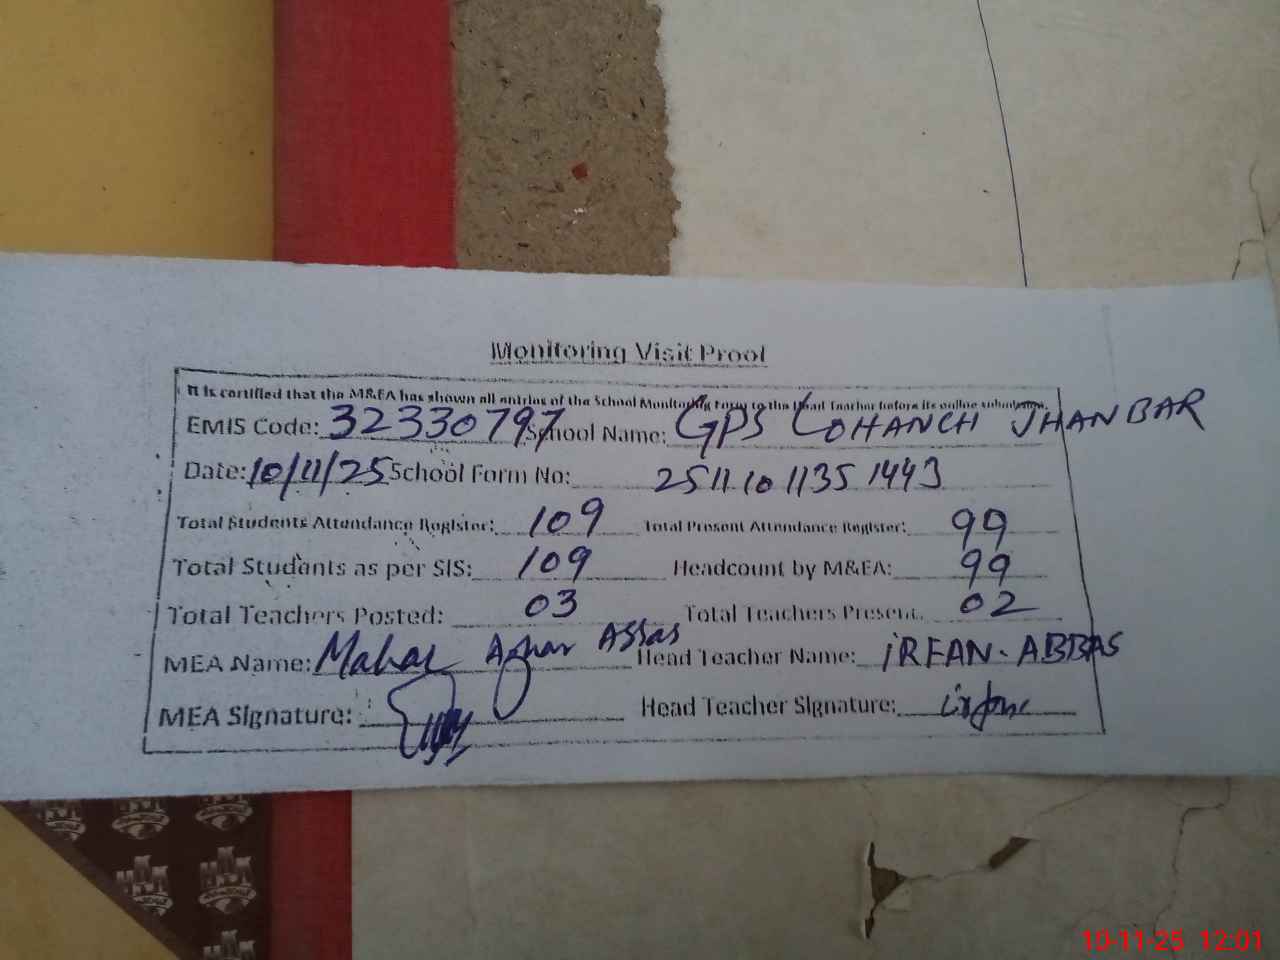 Monitoring Visit Proof
It is certified that the M&EA has shown all entries of the School Monitoring Form to the Head Teacher before its online submission.
EMIS Code: 32330797 School Name: GPS LOHANCH JHANBAR
Date: 10/11/25 School Form No: 2511101135 1443
Total Students Attendance Register: 109 Total Present Attendance Register: 99
Total Students as per SIS: 109 Headcount by M&EA: 99
Total Teachers Posted: 03 Total Teachers Present: 02
MEA Name: Mahar Azhar Abbas Head Teacher Name: IRFAN. ABBAS
MEA Signature: Head Teacher Signature: irfan
10-11-25 12:01